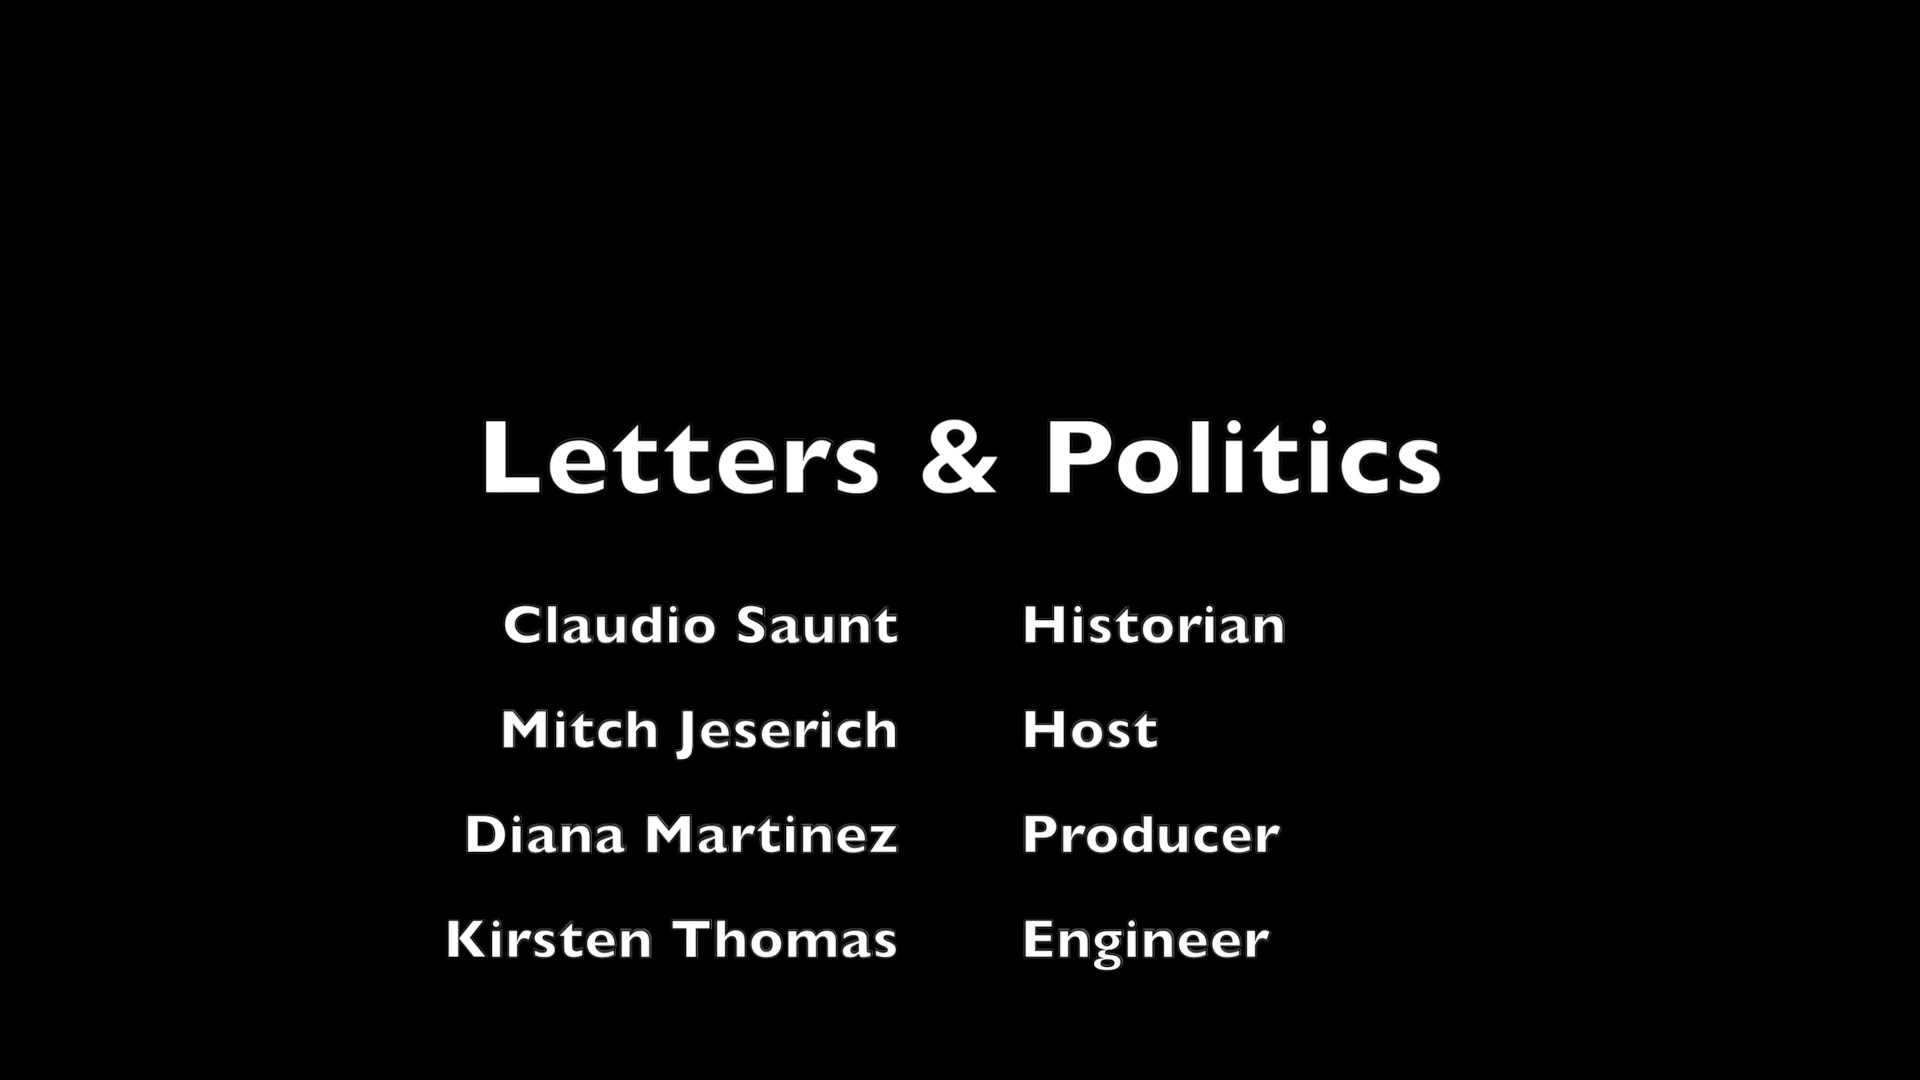 Letters & Politics
Claudio Saunt Historian
Mitch Jeserich Host
Diana Martinez Producer
Kirsten Thomas Engineer